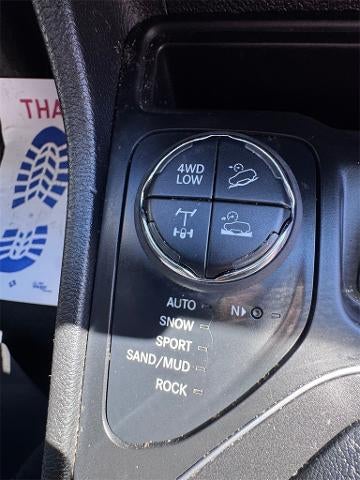 THA
4WD
LOW
AUTO
SNOW
N
SPORT
SAND/MUD
ROCK